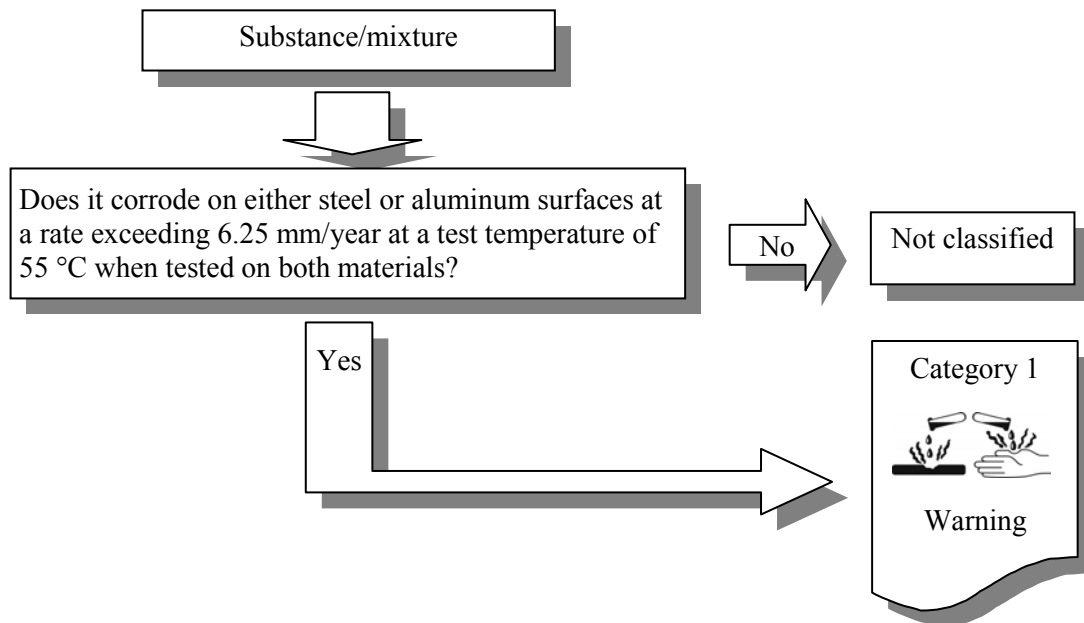 Substance/mixture
Does it corrode on either steel or aluminum surfaces at
a rate exceeding 6.25 mm/year at a test temperature of
55 °C when tested on both materials?
No
Not classified
Yes
Category 1
Warning